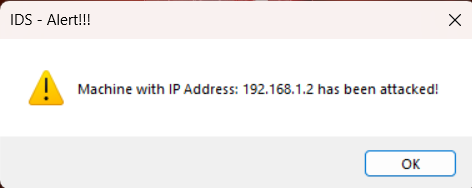 IDS - Alert!!!
Machine with IP Address: 192.168.1.2 has been attacked!
OK